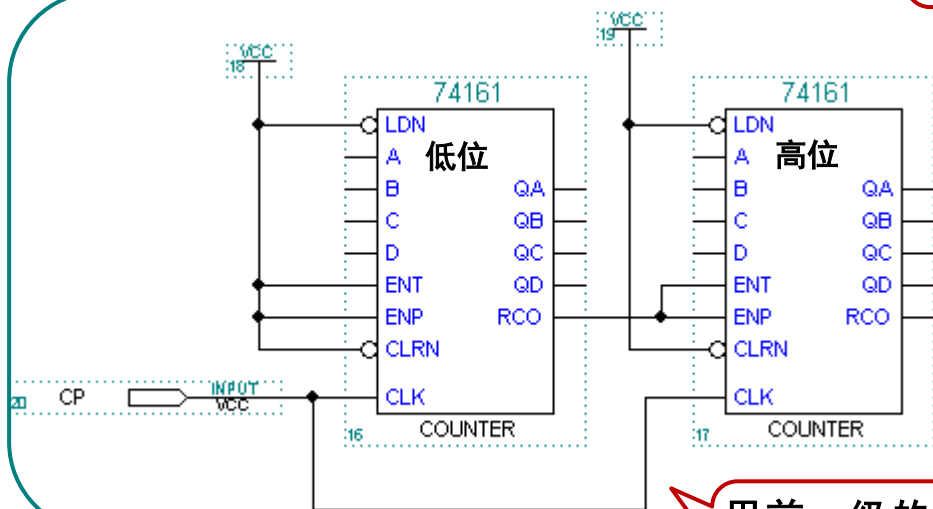 VCC
18
VCC
19
74161
LDN
A
低位
B
QA
C
QB
D
QC
ENT
QD
ENP
RCO
CLRN
CLK
COUNTER
16
74161
LDN
A
高位
B
QA
C
QB
D
QC
ENT
QD
ENP
RCO
CLRN
CLK
COUNTER
17
20
CP
INPUT
VCC